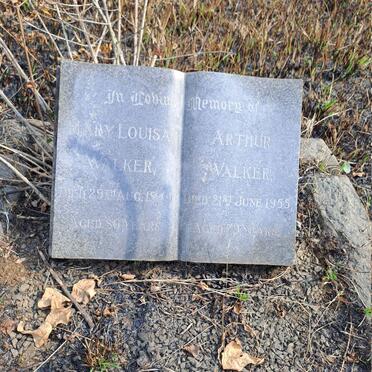 In Loving Memory of
MARY LOUISA
WALKER,
DIED 29TH AUG.
AGED 80 YEARS
ARTHUR
WALKER,
DIED 21ST JUNE 1955
AGED YEARS